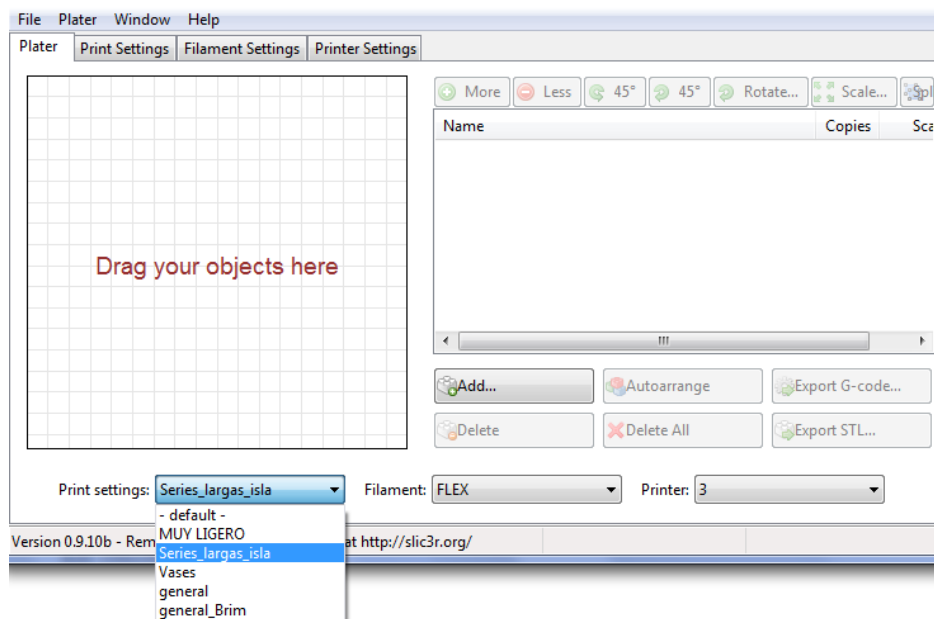 File Plater Window Help
Plater Print Settings Filament Settings Printer Settings
More Less 45° 45° Rotate... Scale...
Name Copies
Drag your objects here
Add... Autoarrange Export G-code...
Delete Delete All Export STL...
Print settings: Series_largas_isla Filament: FLEX Printer: 3
- default -
Version 0.9.10b - Rem MUY LIGERO at http://slic3r.org/
Series_largas_isla
Vases
general
general_Brim